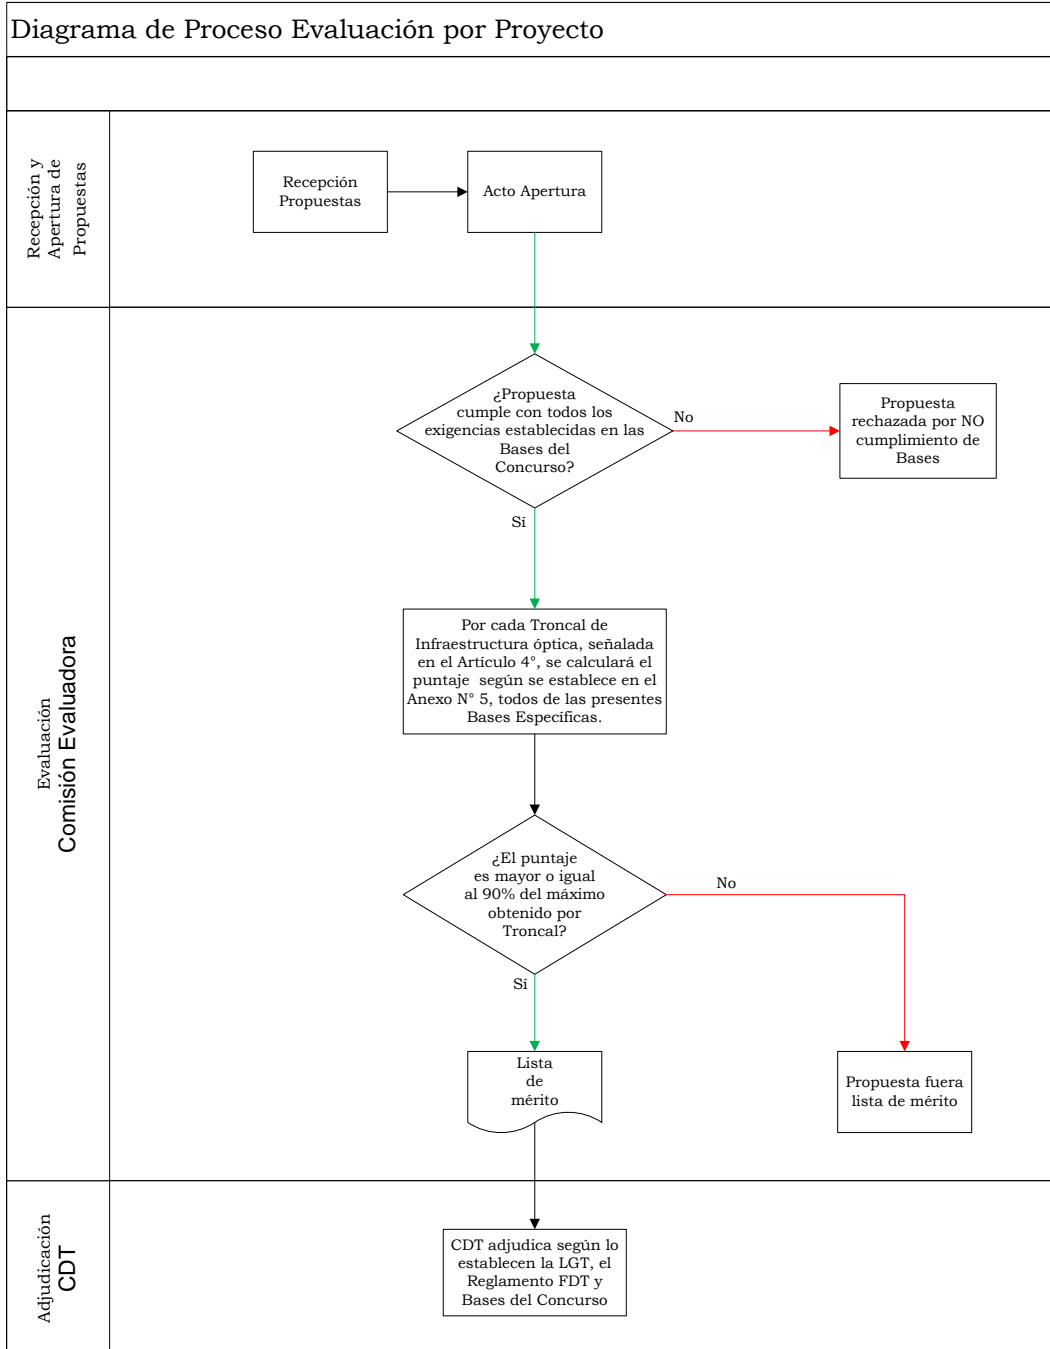 Diagrama de Proceso Evaluación por Proyecto
Recepción y
Apertura de
Propuestas
Recepción
Propuestas
Acto Apertura
Evaluación
Comisión Evaluadora
¿Propuesta
cumple con todos los
exigencias establecidas en las
Bases del
Concurso?
No
Propuesta
rechazada por NO
cumplimiento de
Bases
Sí
Por cada Troncal de
Infraestructura óptica, señalada
en el Artículo 4°, se calculará el
puntaje según se establece en el
Anexo N° 5, todos de las presentes
Bases Específicas.
¿El puntaje
es mayor o igual
al 90% del máximo
obtenido por
Troncal?
No
Sí
Lista
de
mérito
Propuesta fuera
lista de mérito
Adjudicación
CDT
CDT adjudica según lo
establecen la LGT, el
Reglamento FDT y
Bases del Concurso